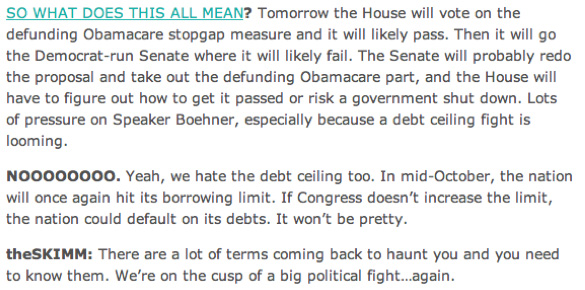 SO WHAT DOES THIS ALL MEAN? Tomorrow the House will vote on the
defunding Obamacare stopgap measure and it will likely pass. Then it will go
the Democrat-run Senate where it will likely fail. The Senate will probably redo
the proposal and take out the defunding Obamacare part, and the House will
have to figure out how to get it passed or risk a government shut down. Lots
of pressure on Speaker Boehner, especially because a debt ceiling fight is
looming.
NOOOOOOOO. Yeah, we hate the debt ceiling too. In mid-October, the nation
will once again hit its borrowing limit. If Congress doesn't increase the limit,
the nation could default on its debts. It won't be pretty.
theSKIMM: There are a lot of terms coming back to haunt you and you need
to know them. We're on the cusp of a big political fight...again.